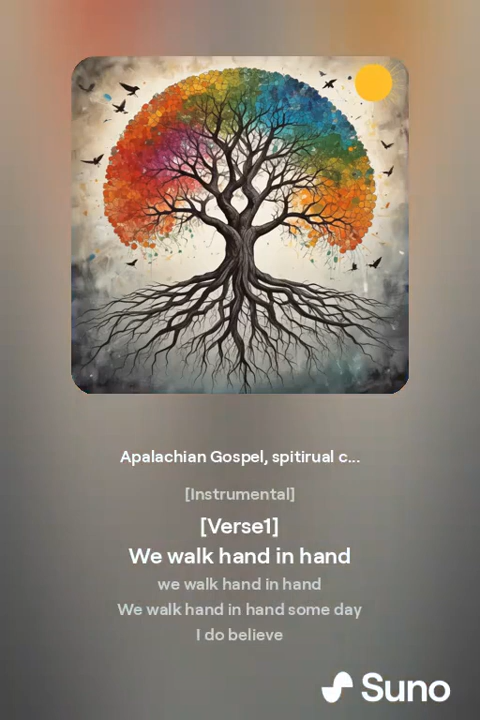 Apalachian Gospel, spitirual c...
[Instrumental]
[Verse1]
We walk hand in hand
we walk hand in hand
We walk hand in hand some day
I do believe
Suno